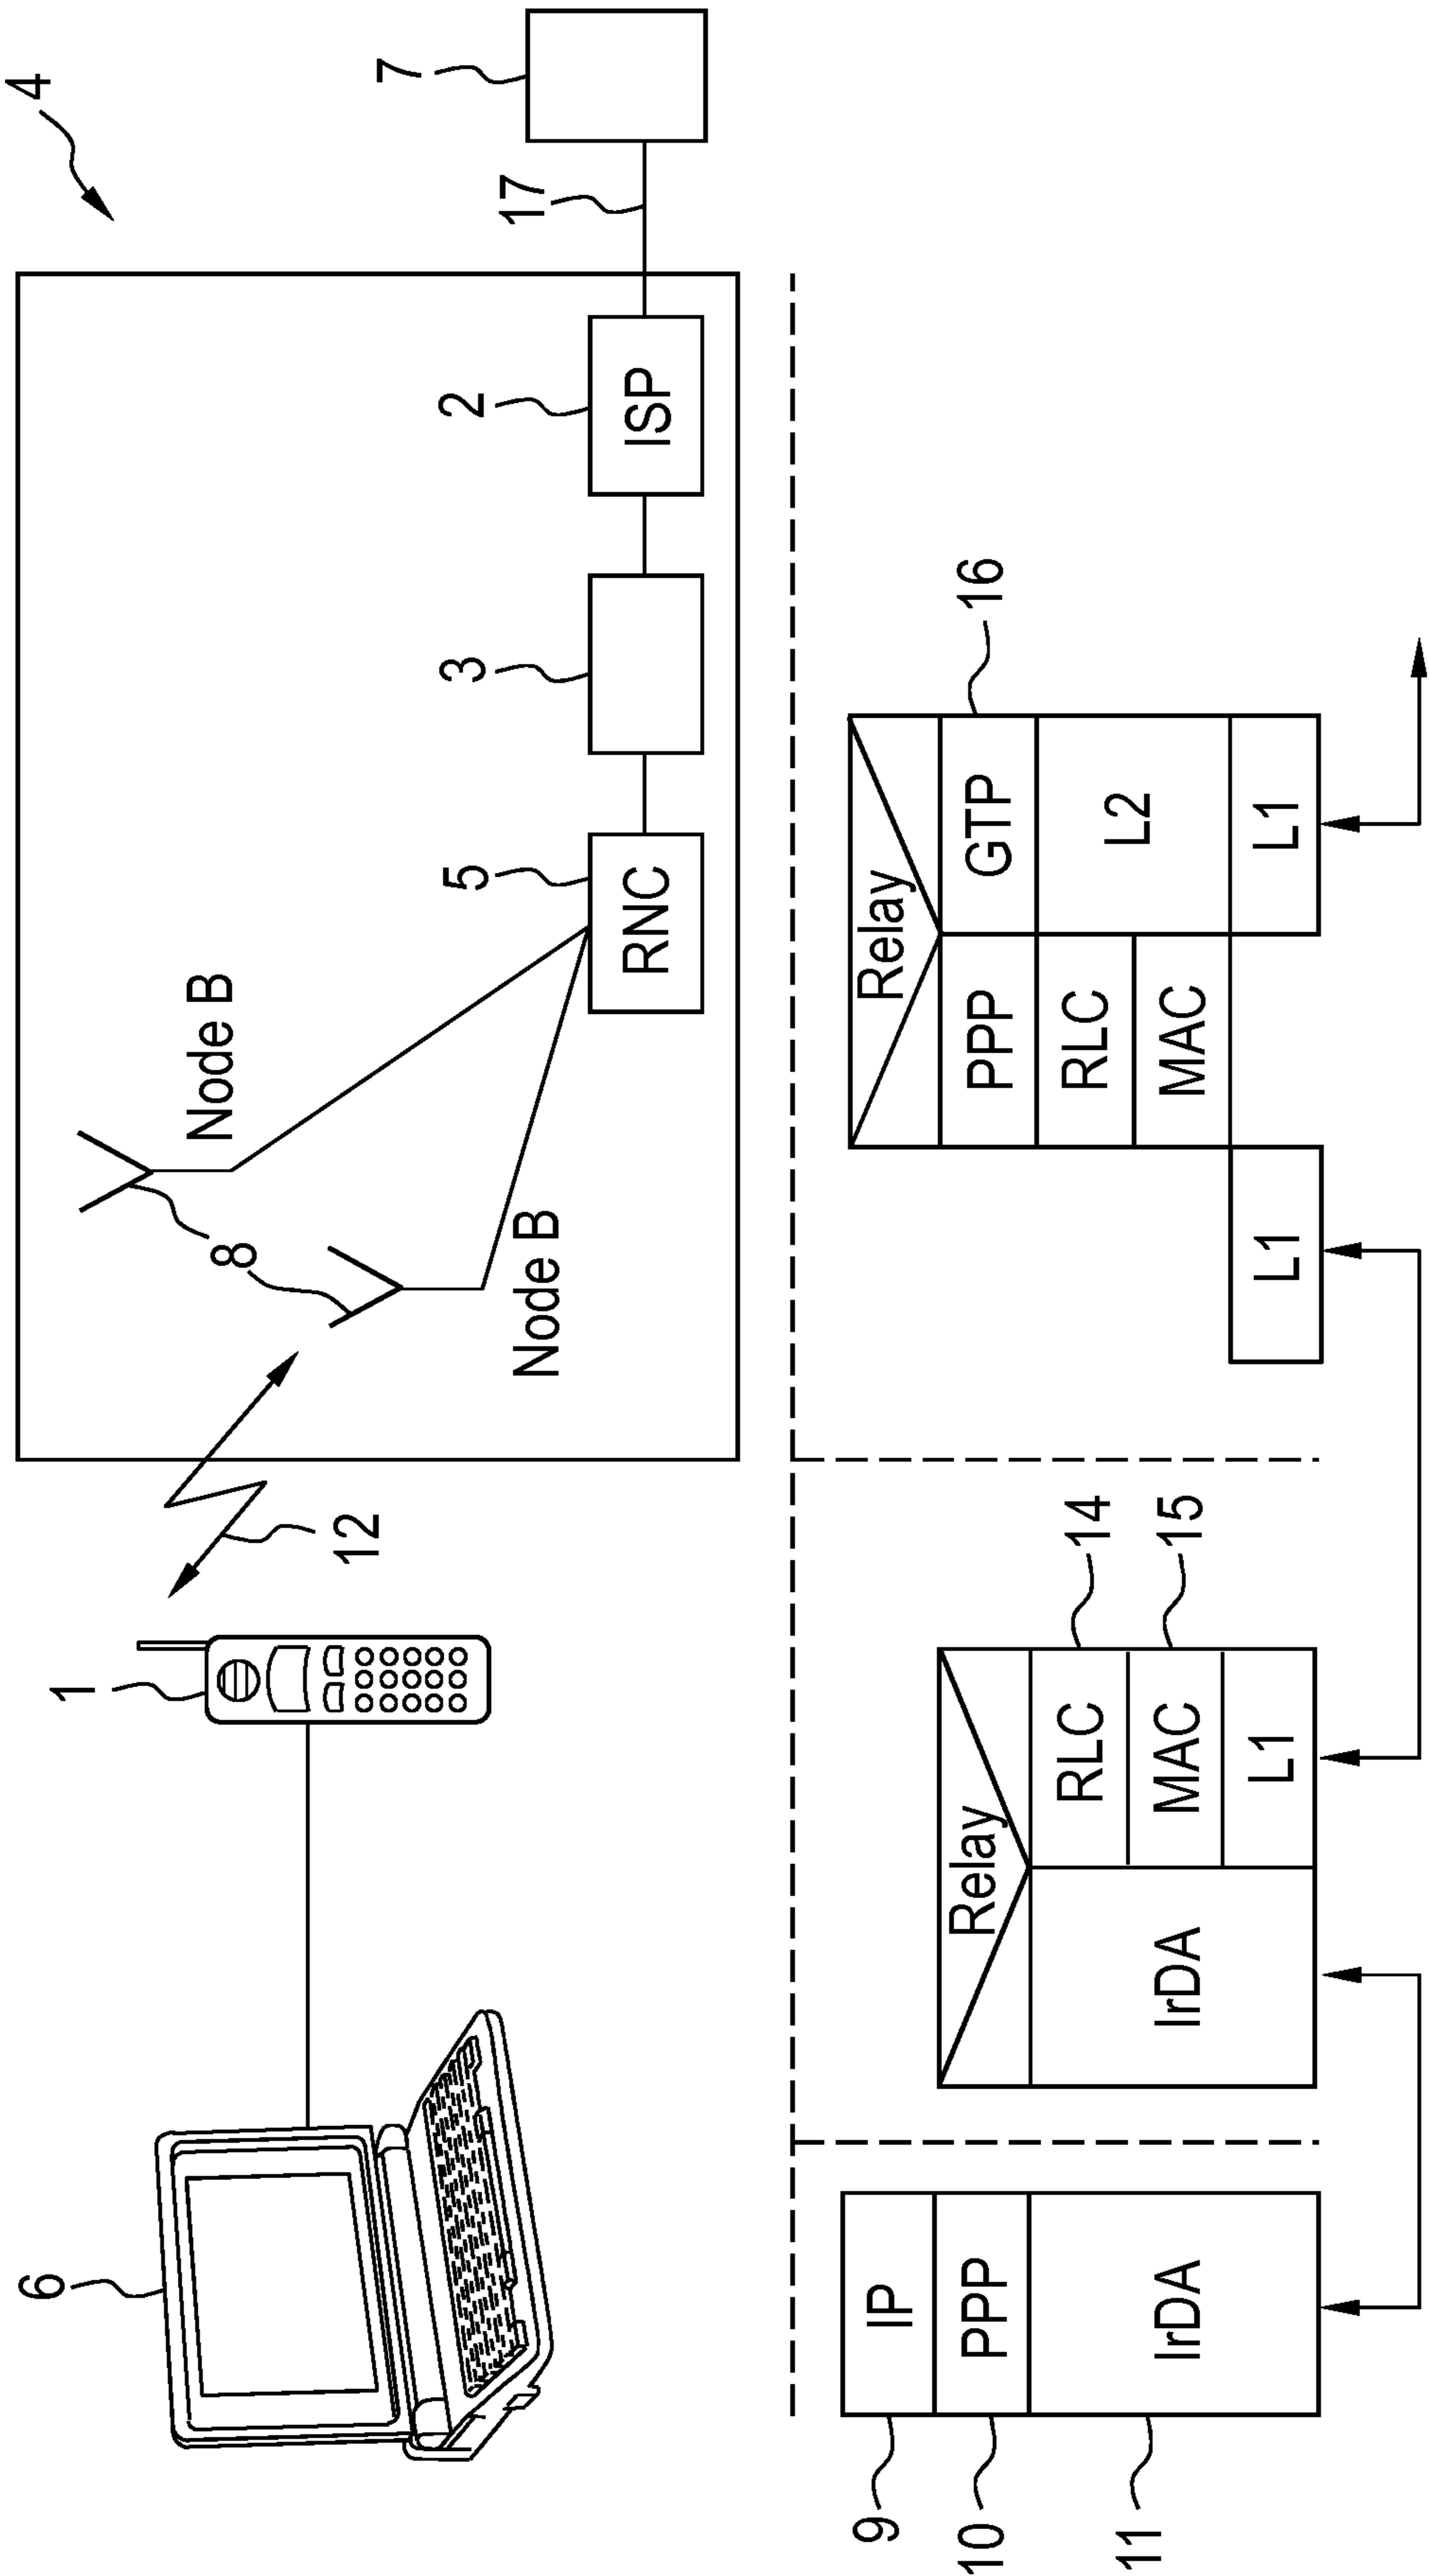 4
6
1
12
8
Node B
Node B
5
RNC
3
2
ISP
17
7
9
IP
10
PPP
11
IrDA
Relay
IrDA
RLC
14
MAC
15
L1
Relay
PPP
GTP
16
RLC
L2
MAC
L1
L1